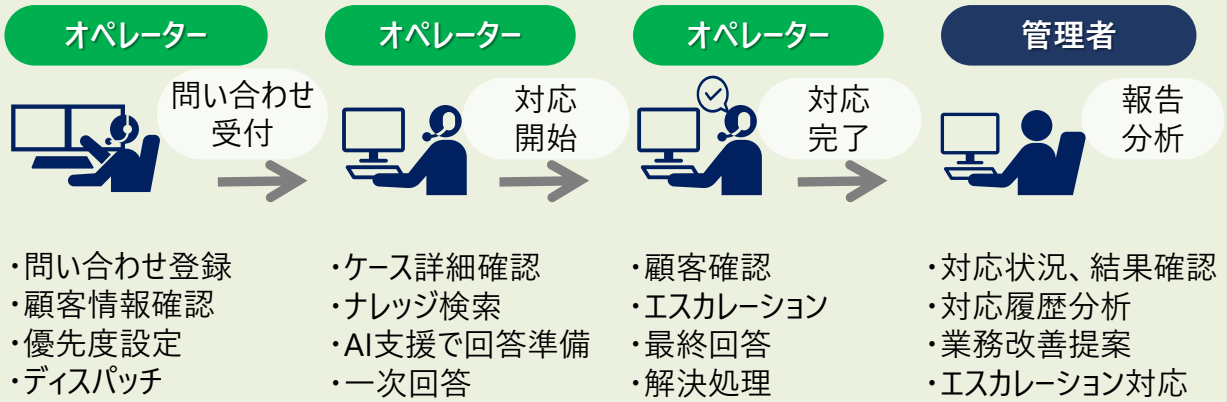 オペレーター
問い合わせ
受付
・問い合わせ登録
・顧客情報確認
・優先度設定
・ディスパッチ
オペレーター
対応
開始
・ケース詳細確認
・ナレッジ検索
・AI支援で回答準備
・一次回答
オペレーター
対応
完了
・顧客確認
・エスカレーション
・最終回答
・解決処理
管理者
報告
分析
・対応状況、結果確認
・対応履歴分析
・業務改善提案
・エスカレーション対応